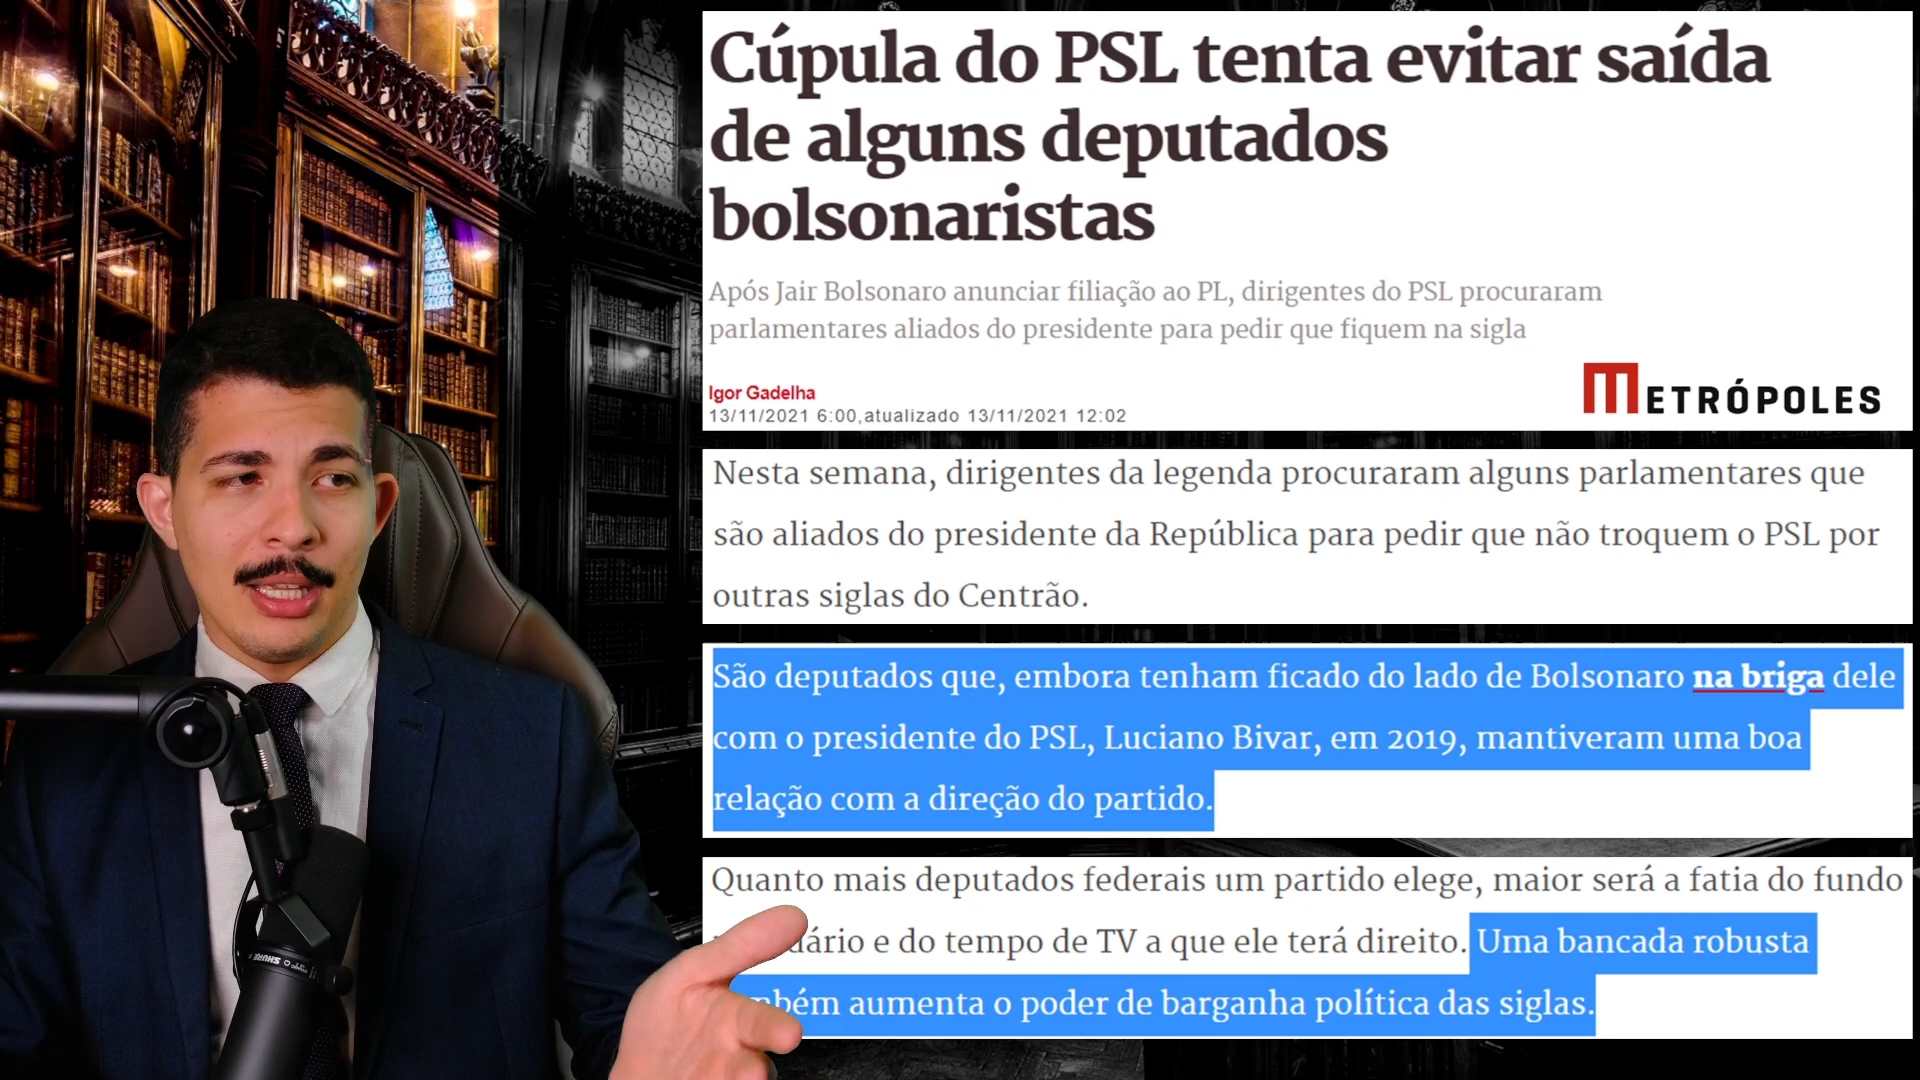 Cúpula do PSL tenta evitar saída
de alguns deputados
bolsonaristas
Após Jair Bolsonaro anunciar filiação ao PL, dirigentes do PSL procuraram
parlamentares aliados do presidente para pedir que fiquem na sigla
Igor Gadelha
13/11/2021 6:00,atualizado 13/11/2021 12:02
METRÓPOLES
Nesta semana, dirigentes da legenda procuraram alguns parlamentares que
são aliados do presidente da República para pedir que não troquem o PSL por
outras siglas do Centrão.
São deputados que, embora tenham ficado do lado de Bolsonaro na briga dele
com o presidente do PSL, Luciano Bivar, em 2019, mantiveram uma boa
relação com a direção do partido.
Quanto mais deputados federais um partido elege, maior será a fatia do fundo
e do tempo de TV a que ele terá direito. Uma bancada robusta
aumenta o poder de barganha política das siglas.
SHURE